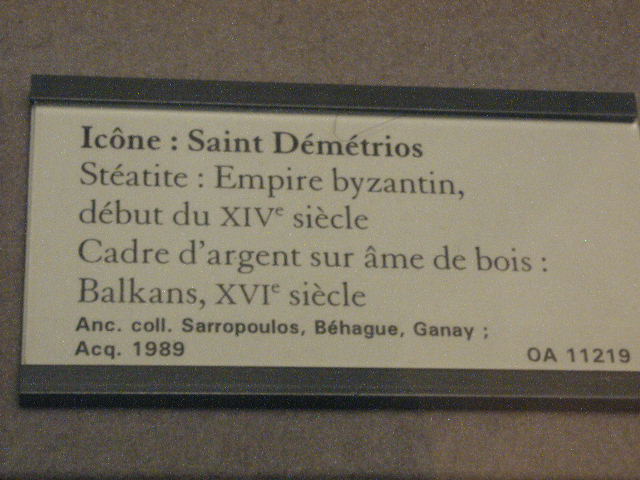 Icône : Saint Démétrios
Stéatite : Empire byzantin,
début du XIVe siècle
Cadre d'argent sur âme de bois :
Balkans, XVIe siècle
Anc. coll. Sarropoulos, Béhague, Ganay ;
Acq. 1989 OA 11219